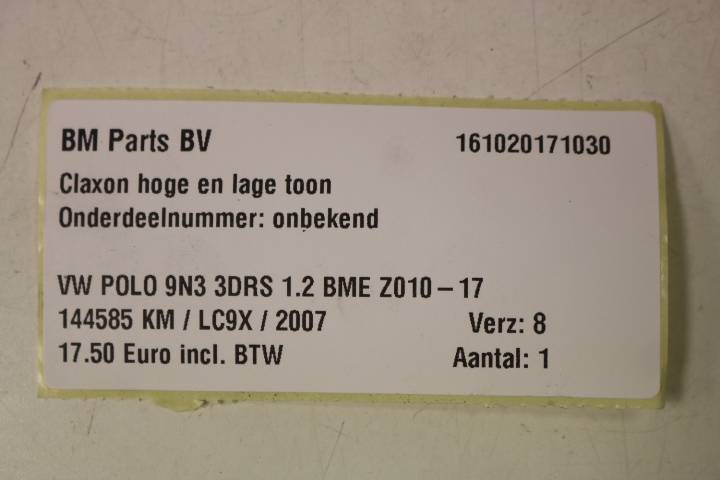 BM Parts BV 161020171030
Claxon hoge en lage toon
Onderdeelnummer: onbekend
VW POLO 9N3 3DRS 1.2 BME Z010 – 17
144585 KM / LC9X / 2007 Verz: 8
17.50 Euro incl. BTW Aantal: 1